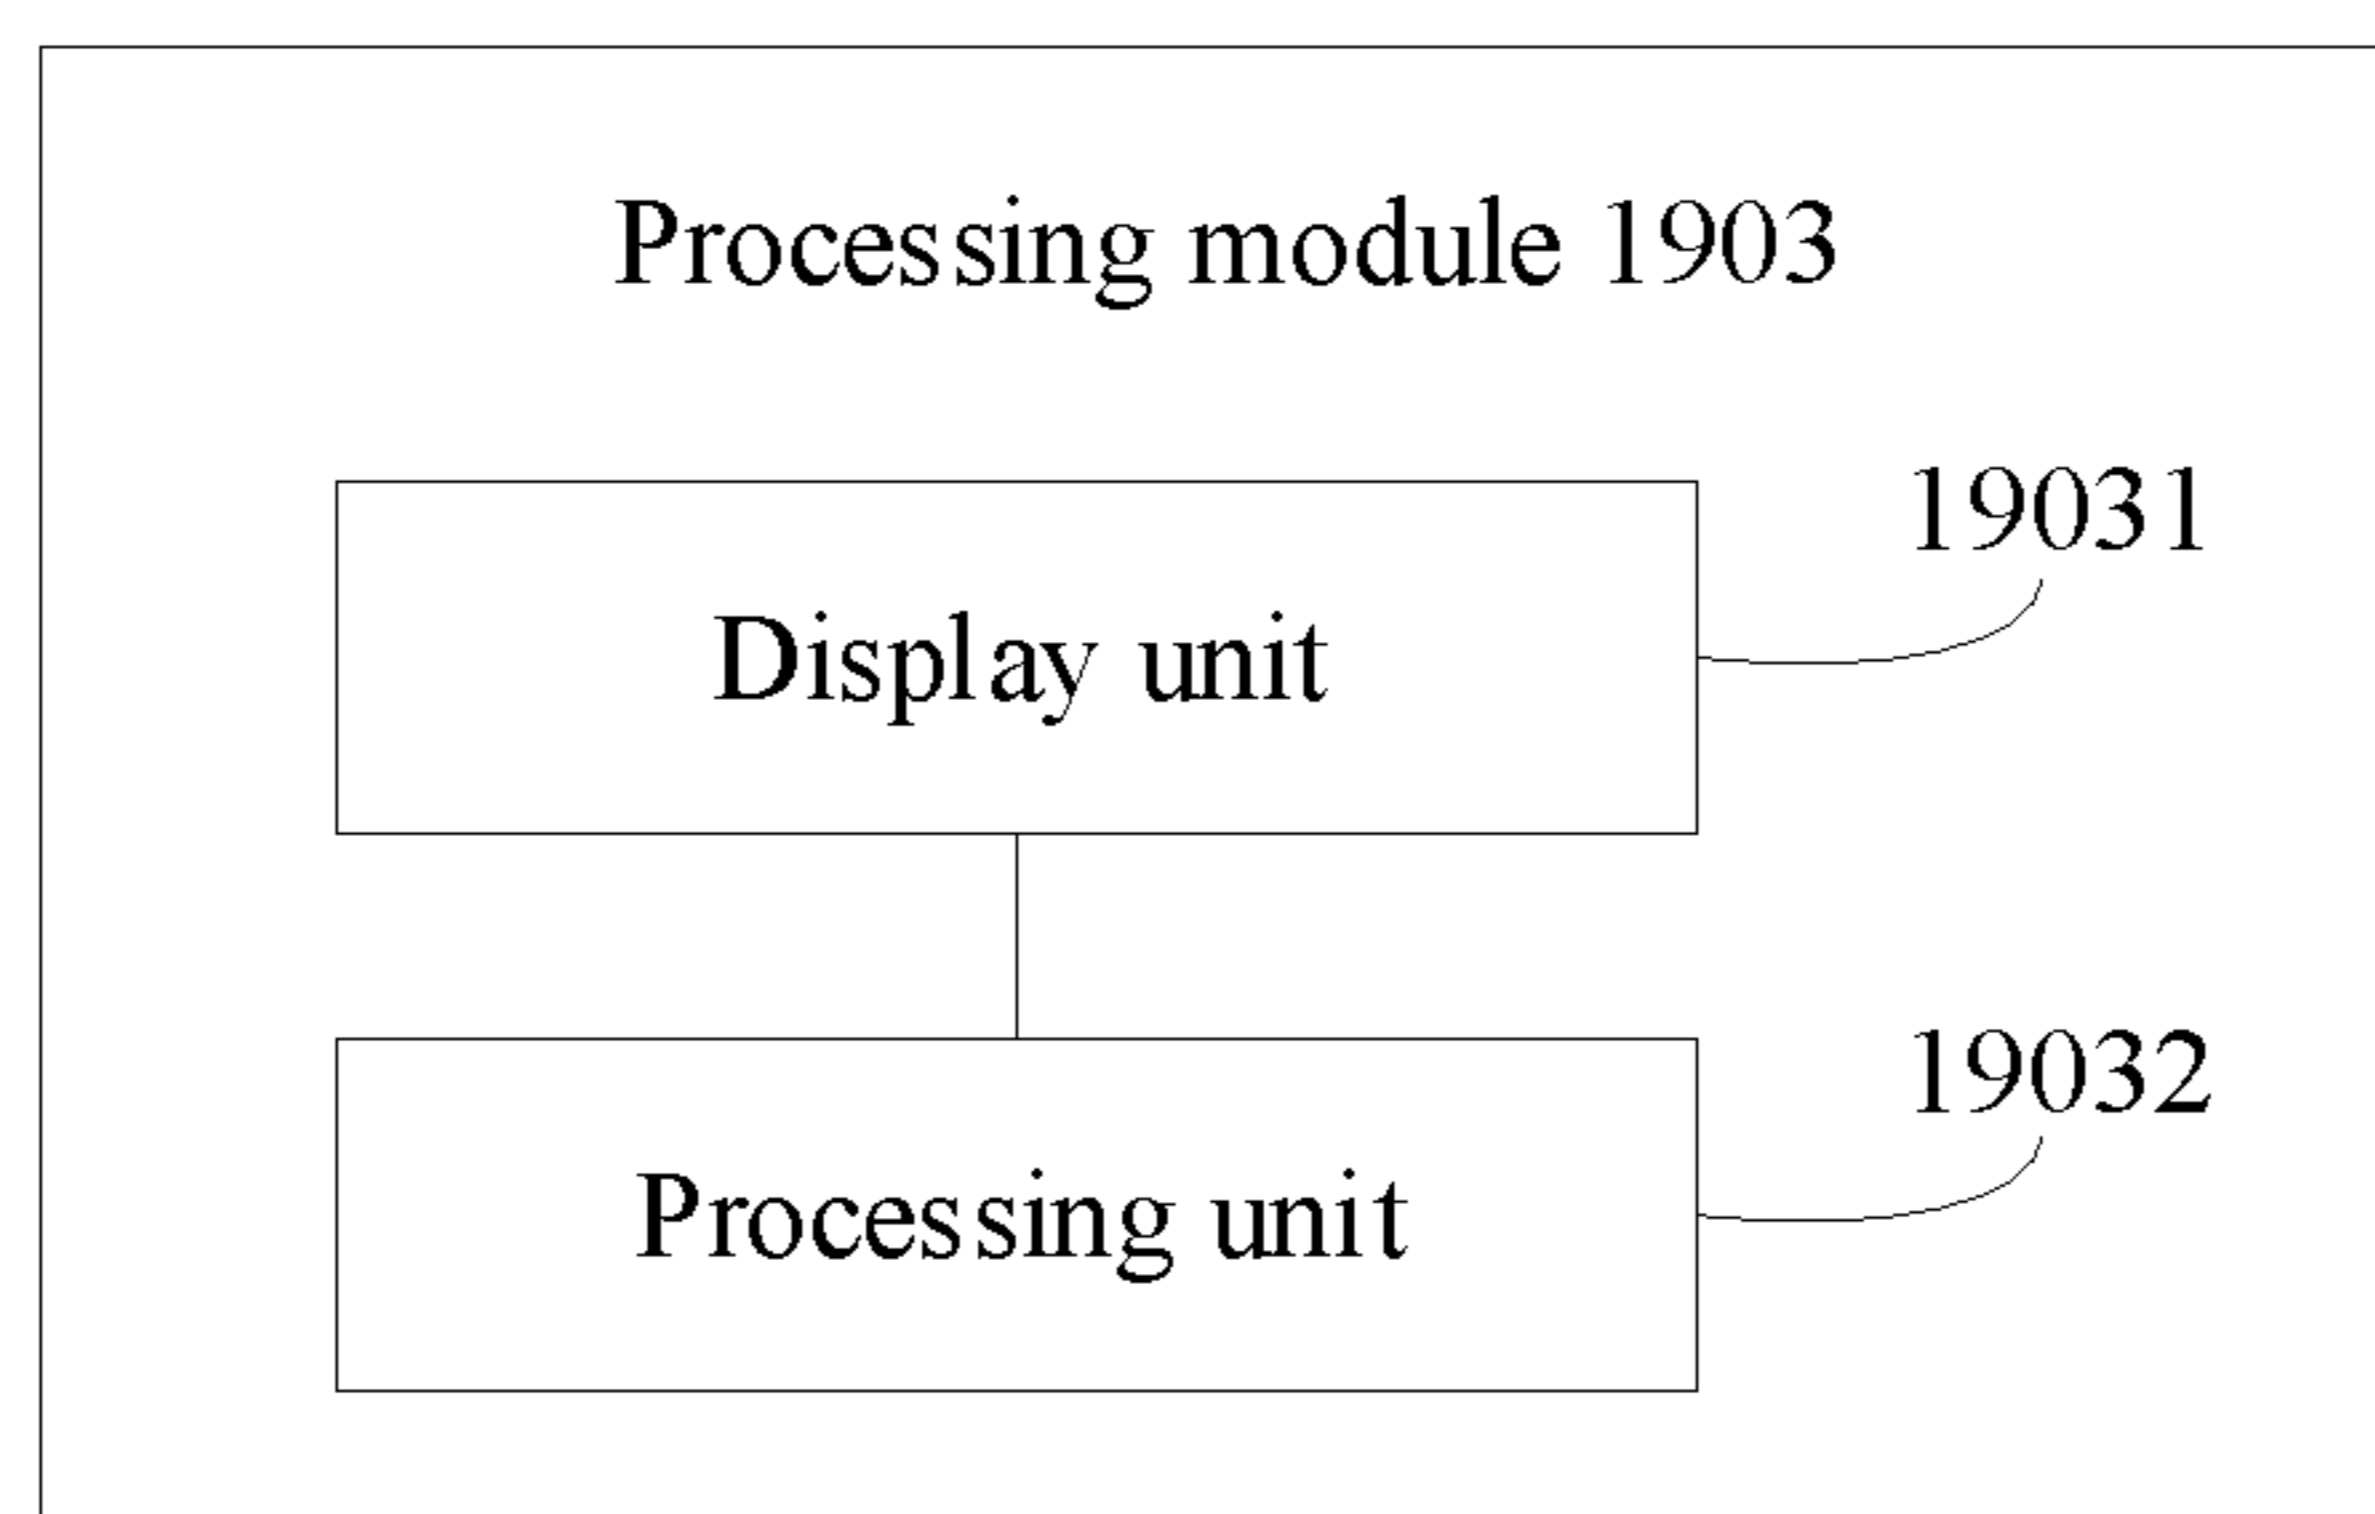 Processing module 1903
19031
Display unit
19032
Processing unit